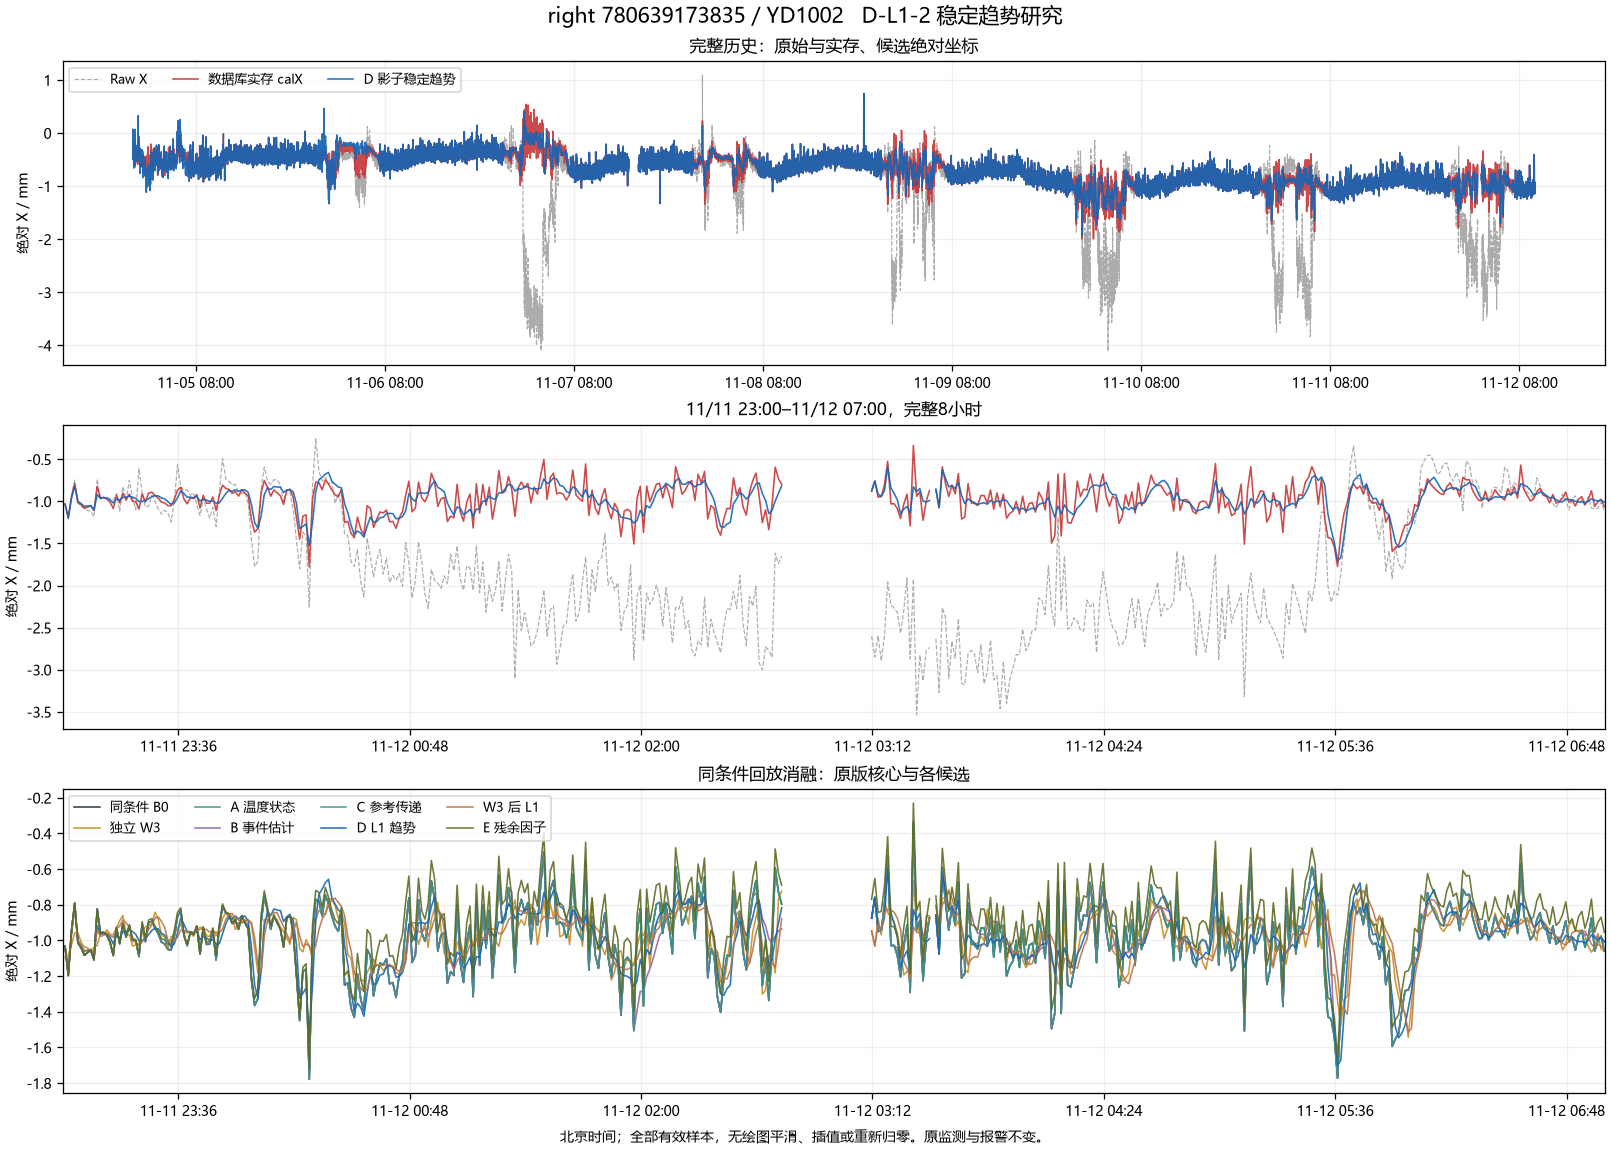 right 780639173835 / YD1002   D-L1-2 稳定趋势研究
完整历史：原始与实存、候选绝对坐标
Raw X
数据库实存 calX
D 影子稳定趋势
绝对 X / mm
1
0
-1
-2
-3
-4
11-05 08:00
11-06 08:00
11-07 08:00
11-08 08:00
11-09 08:00
11-10 08:00
11-11 08:00
11-12 08:00
11/11 23:00–11/12 07:00，完整8小时
绝对 X / mm
-0.5
-1.0
-1.5
-2.0
-2.5
-3.0
-3.5
11-11 23:36
11-12 00:48
11-12 02:00
11-12 03:12
11-12 04:24
11-12 05:36
11-12 06:48
同条件回放消融：原版核心与各候选
同条件 B0
A 温度状态
C 参考传递
W3 后 L1
独立 W3
B 事件估计
D L1 趋势
E 残余因子
绝对 X / mm
-0.2
-0.4
-0.6
-0.8
-1.0
-1.2
-1.4
-1.6
-1.8
11-11 23:36
11-12 00:48
11-12 02:00
11-12 03:12
11-12 04:24
11-12 05:36
11-12 06:48
北京时间；全部有效样本，无绘图平滑、插值或重新归零。原监测与报警不变。